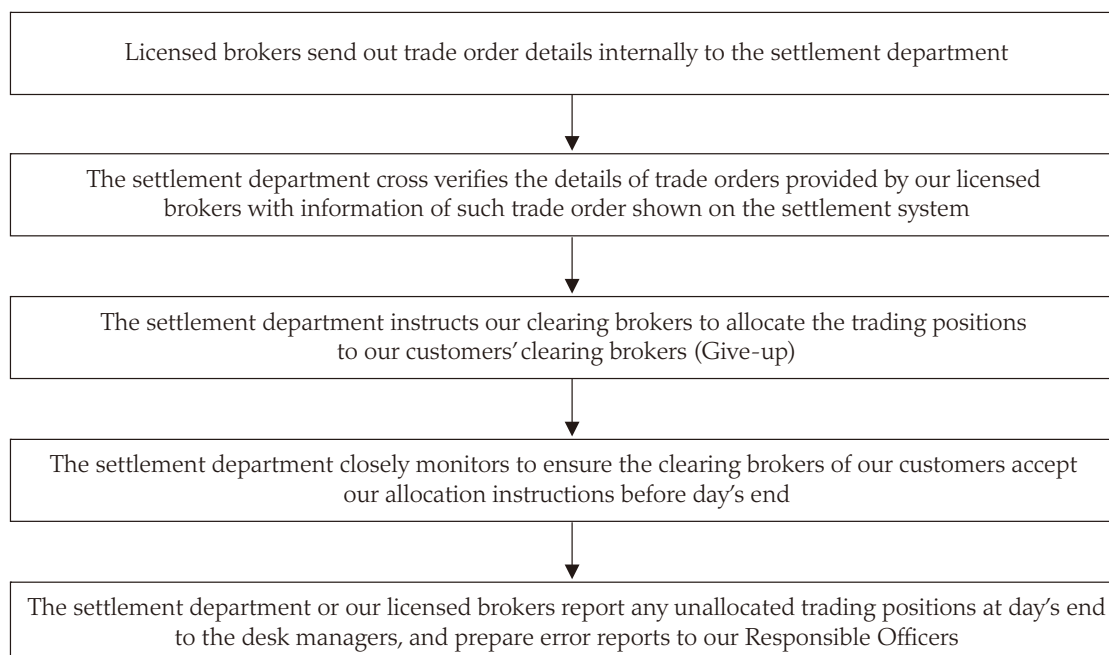 Licensed brokers send out trade order details internally to the settlement department
The settlement department cross verifies the details of trade orders provided by our licensed
brokers with information of such trade order shown on the settlement system
The settlement department instructs our clearing brokers to allocate the trading positions
to our customers’ clearing brokers (Give-up)
The settlement department closely monitors to ensure the clearing brokers of our customers accept
our allocation instructions before day’s end
The settlement department or our licensed brokers report any unallocated trading positions at day’s end
to the desk managers, and prepare error reports to our Responsible Officers